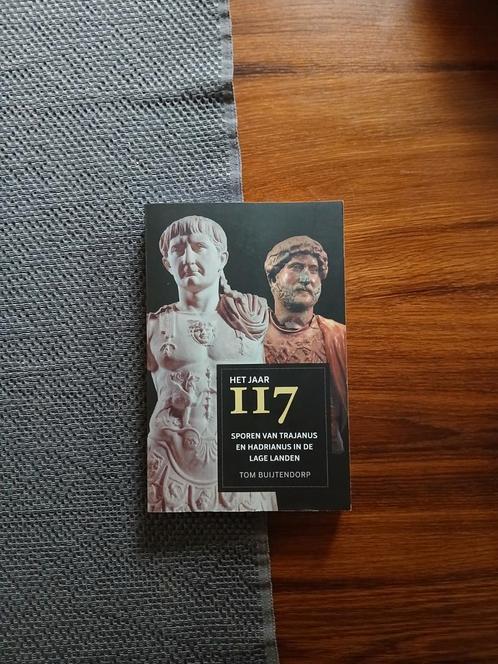 HET JAAR
117
SPOREN VAN TRAJANUS
EN HADRIANUS IN DE
LAGE LANDEN
TOM BUIJTENDORP